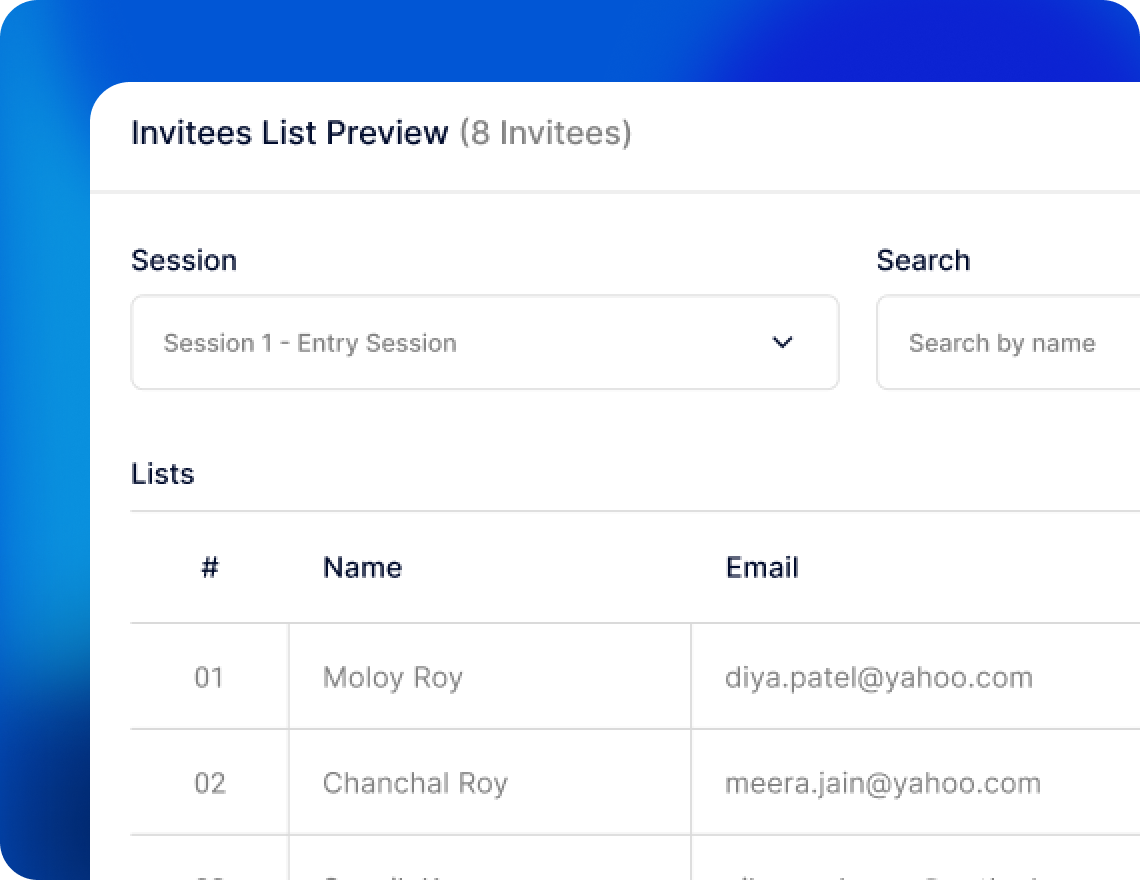 Invitees List Preview (8 Invitees)
Session
Search
Session 1 - Entry Session
Search by name
Lists
# Name Email
01 Moloy Roy diya.patel@yahoo.com
02 Chanchal Roy meera.jain@yahoo.com